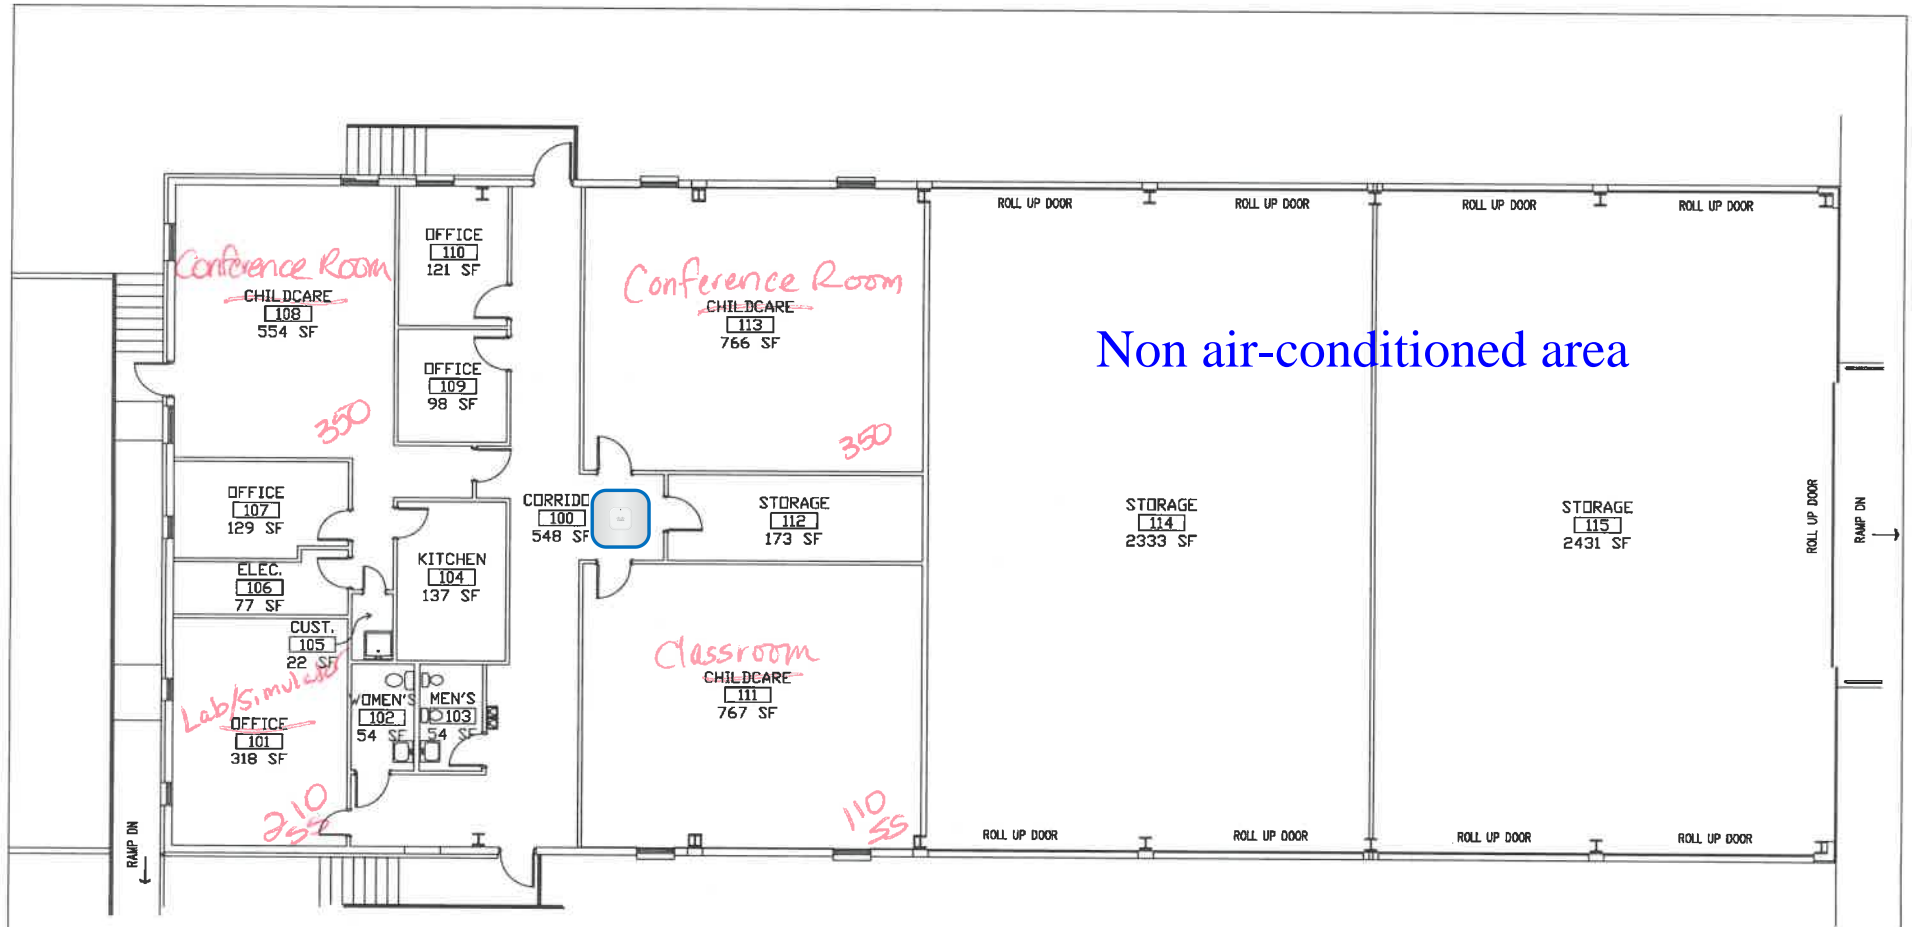 ROLL UP DOOR
ROLL UP DOOR
ROLL UP DOOR
ROLL UP DOOR
OFFICE
110
121 SF
Conference Room
CHILDCARE
108
554 SF
Conference Room
CHILDCARE
113
766 SF
Non air-conditioned area
OFFICE
109
98 SF
350
350
OFFICE
107
129 SF
CORRIDO
100
548 SF
STORAGE
112
173 SF
STORAGE
114
2333 SF
STORAGE
115
2431 SF
ROLL UP DOOR
RAMP DN
ELEC.
106
77 SF
KITCHEN
104
137 SF
CUST.
105
22 SF
Lab/Simulator
OFFICE
101
318 SF
WOMEN'S
102
54 SF
MEN'S
103
54 SF
Classroom
CHILDCARE
111
767 SF
210
SS
110
SS
RAMP DN
ROLL UP DOOR
ROLL UP DOOR
ROLL UP DOOR
ROLL UP DOOR